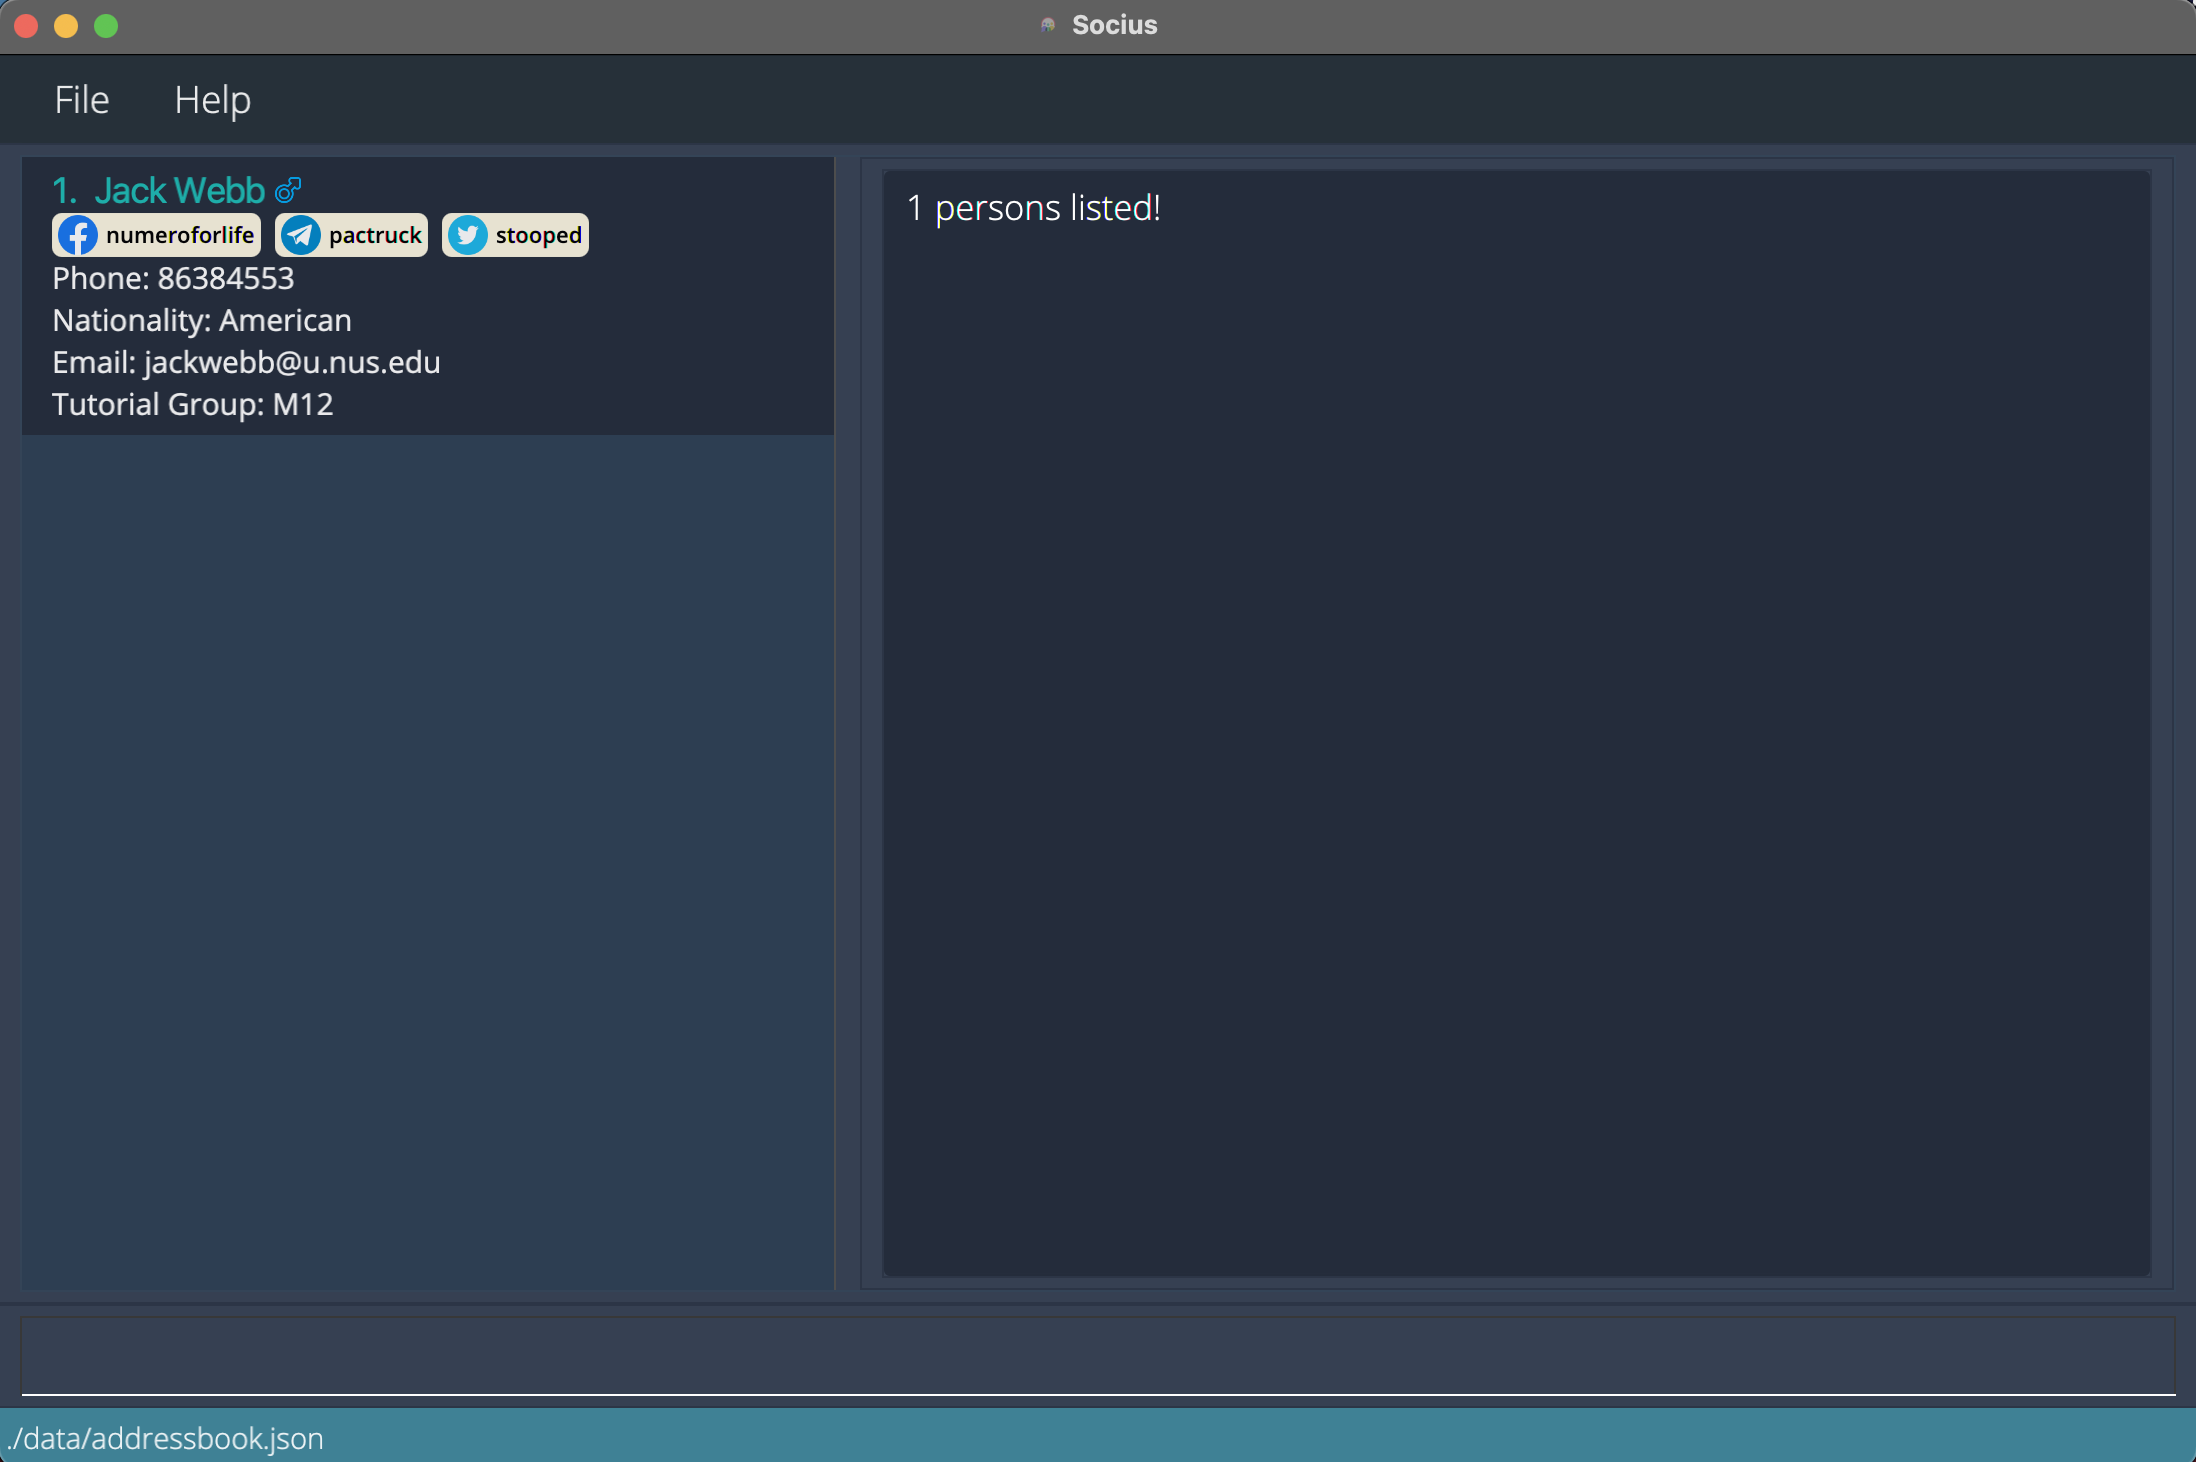 Socius
File Help
1. Jack Webb ♂
numeroforlife pactruck stooped
Phone: 86384553
Nationality: American
Email: jackwebb@u.nus.edu
Tutorial Group: M12
1 persons listed!
./data/addressbook.json